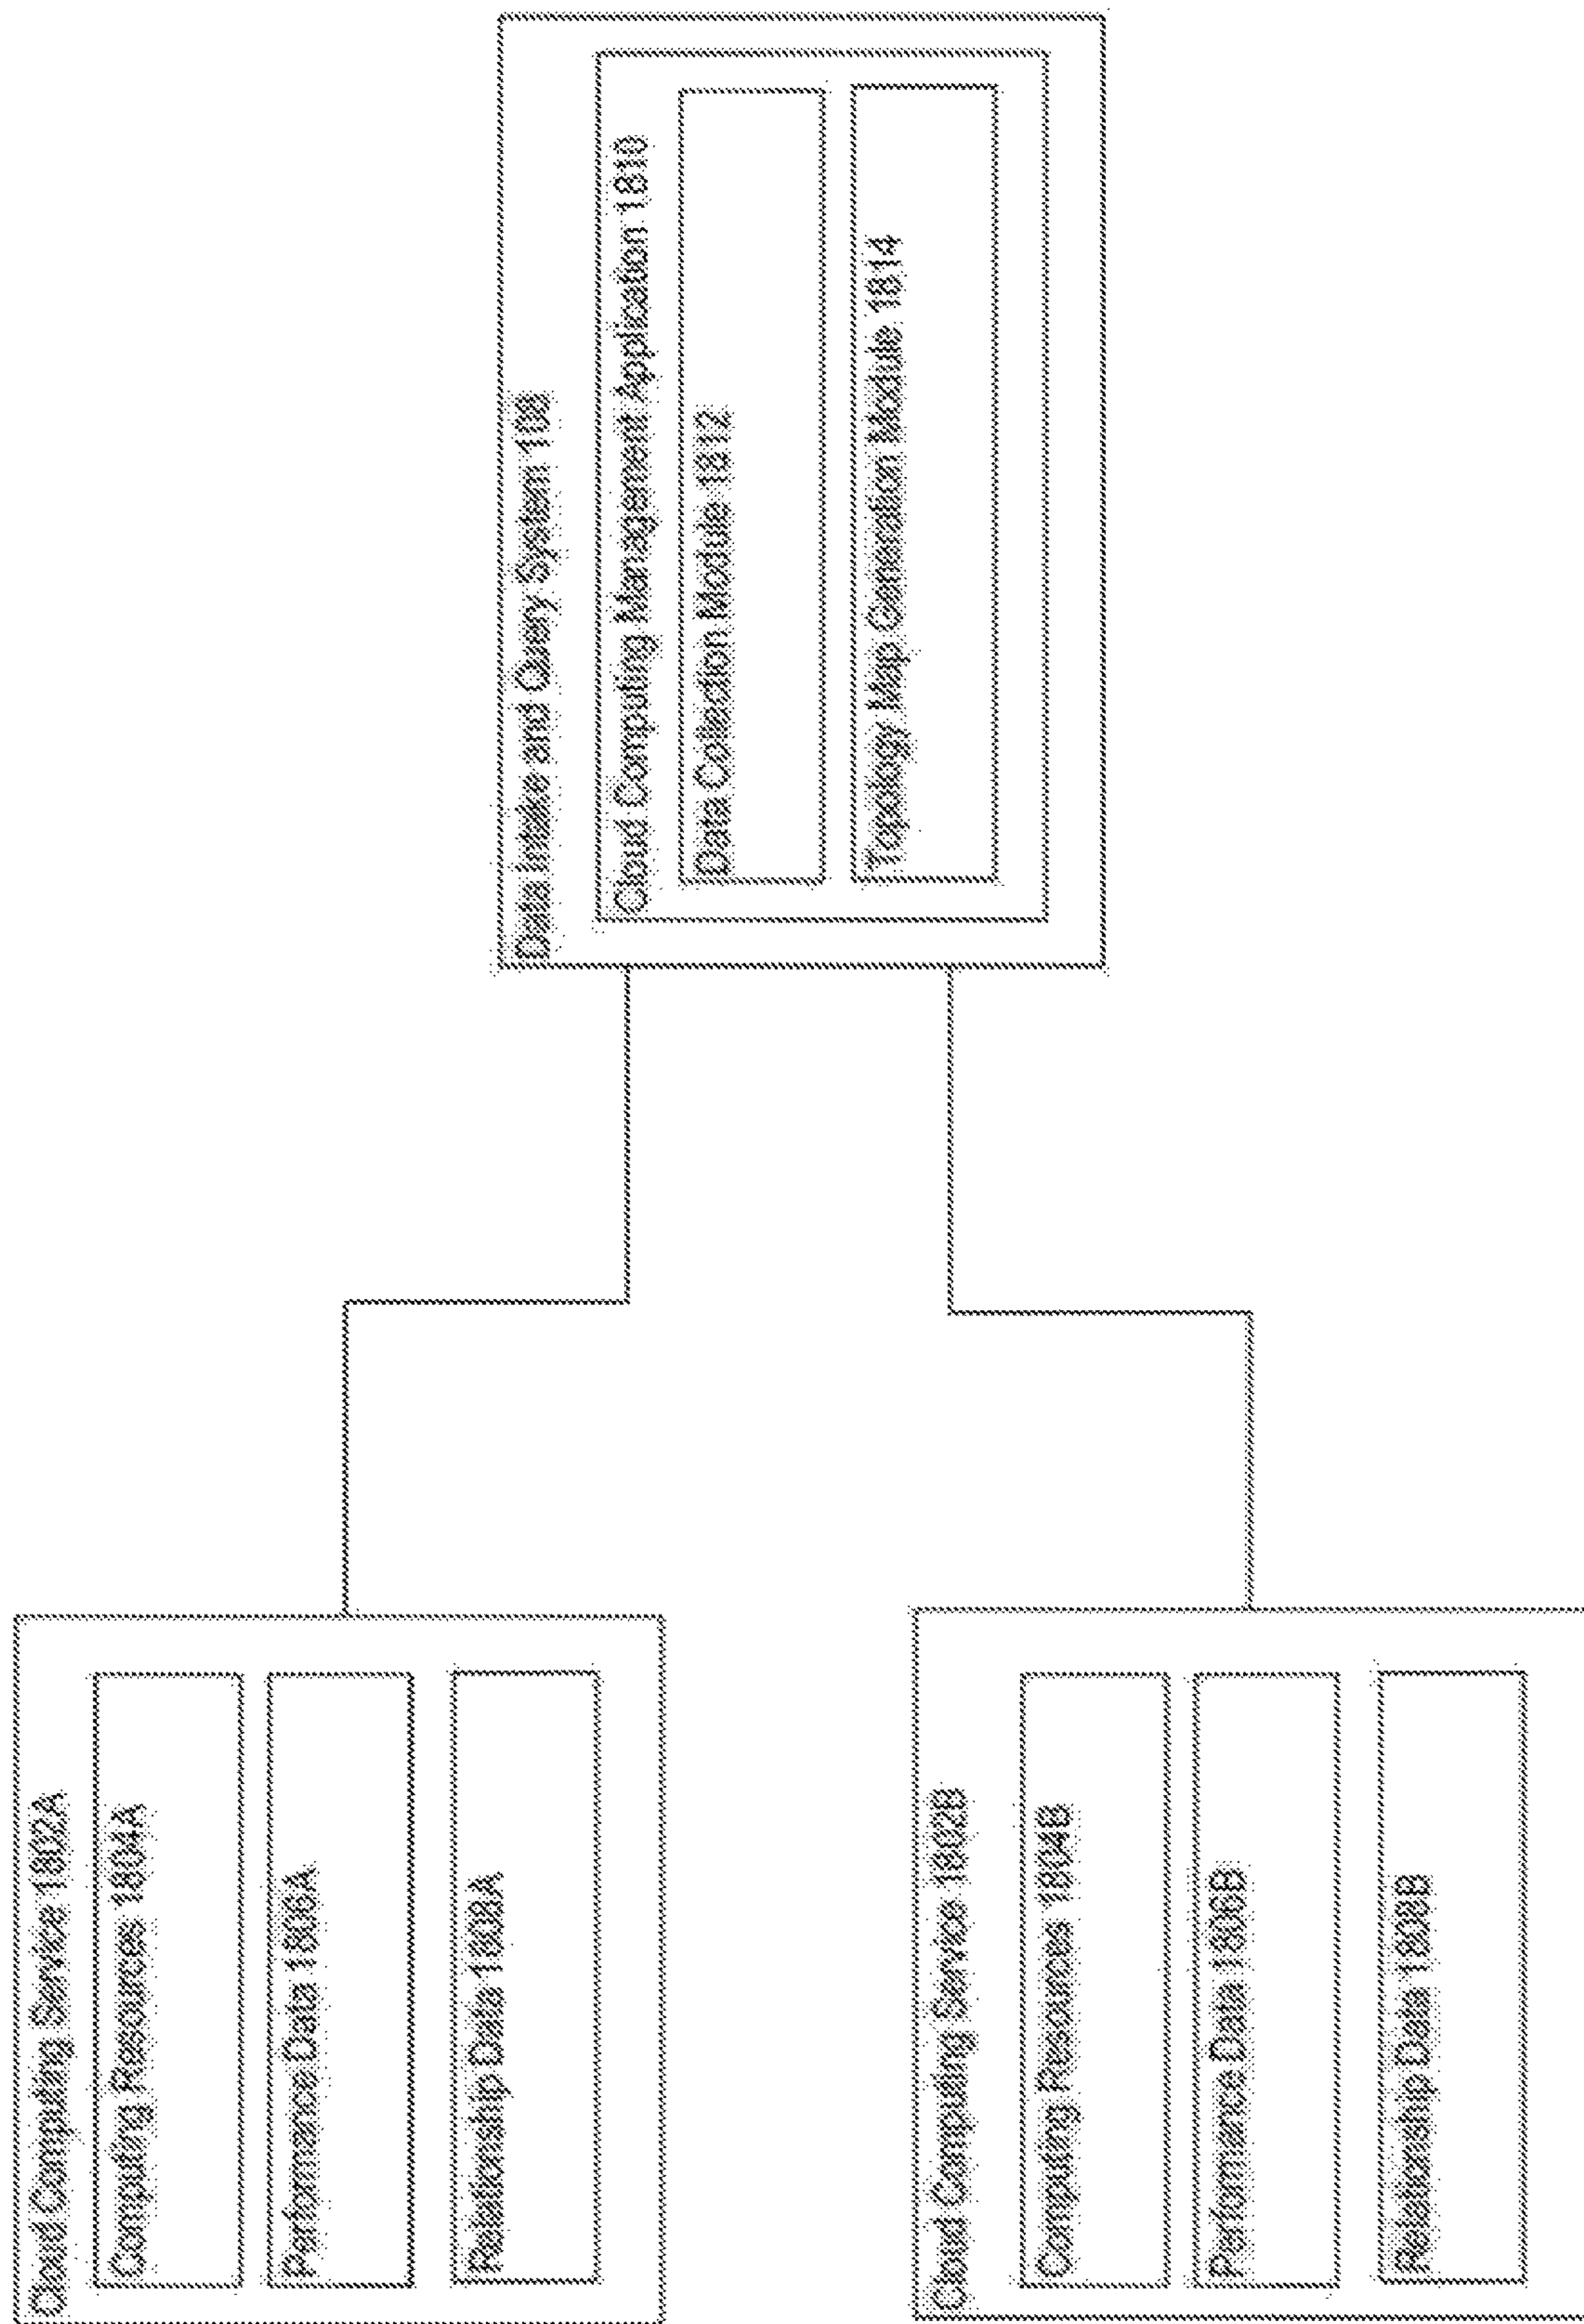 Cloud Computing Service 1802A
Computing Resources 1804A
Performance Data 1806A
Relationship Data 1808A
Cloud Computing Service 1802B
Computing Resources 1804B
Performance Data 1806B
Relationship Data 1808B
Data Intake and Query System 108
Cloud Computing Management Application 1810
Data Collection Module 1812
Topology Map Generation Module 1814